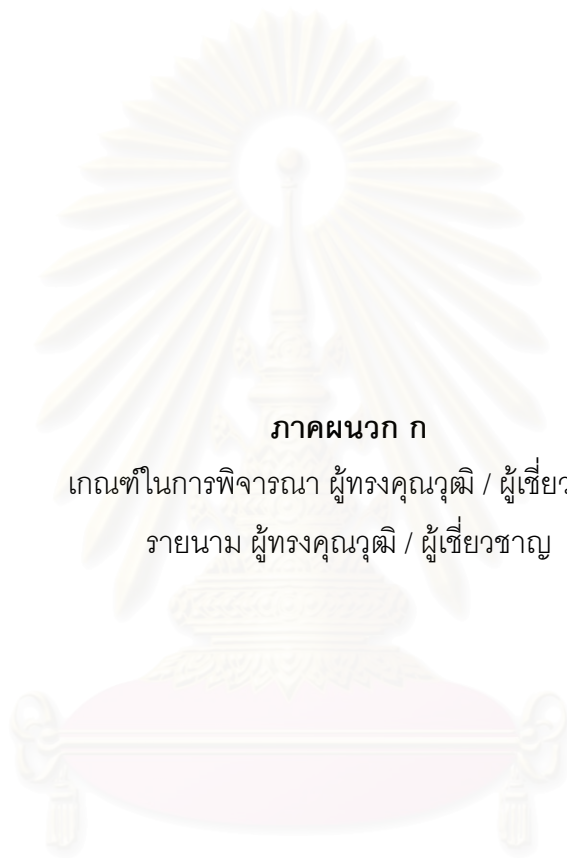 ภาคผนวก ก
เกณฑ์ในการพิจารณา ผู้ทรงคุณวุฒิ / ผู้เชี่ยว
รายนาม ผู้ทรงคุณวุฒิ / ผู้เชี่ยวชาญ